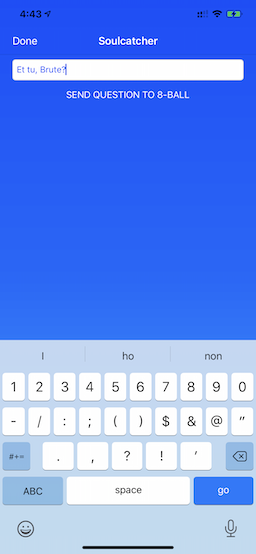 4:43
Done Soulcatcher
Et tu, Brute?
SEND QUESTION TO 8-BALL
I ho non
1 2 3 4 5 6 7 8 9 0
- / : ; ( ) $ & @ "
#+= . , ? ! '
ABC space go